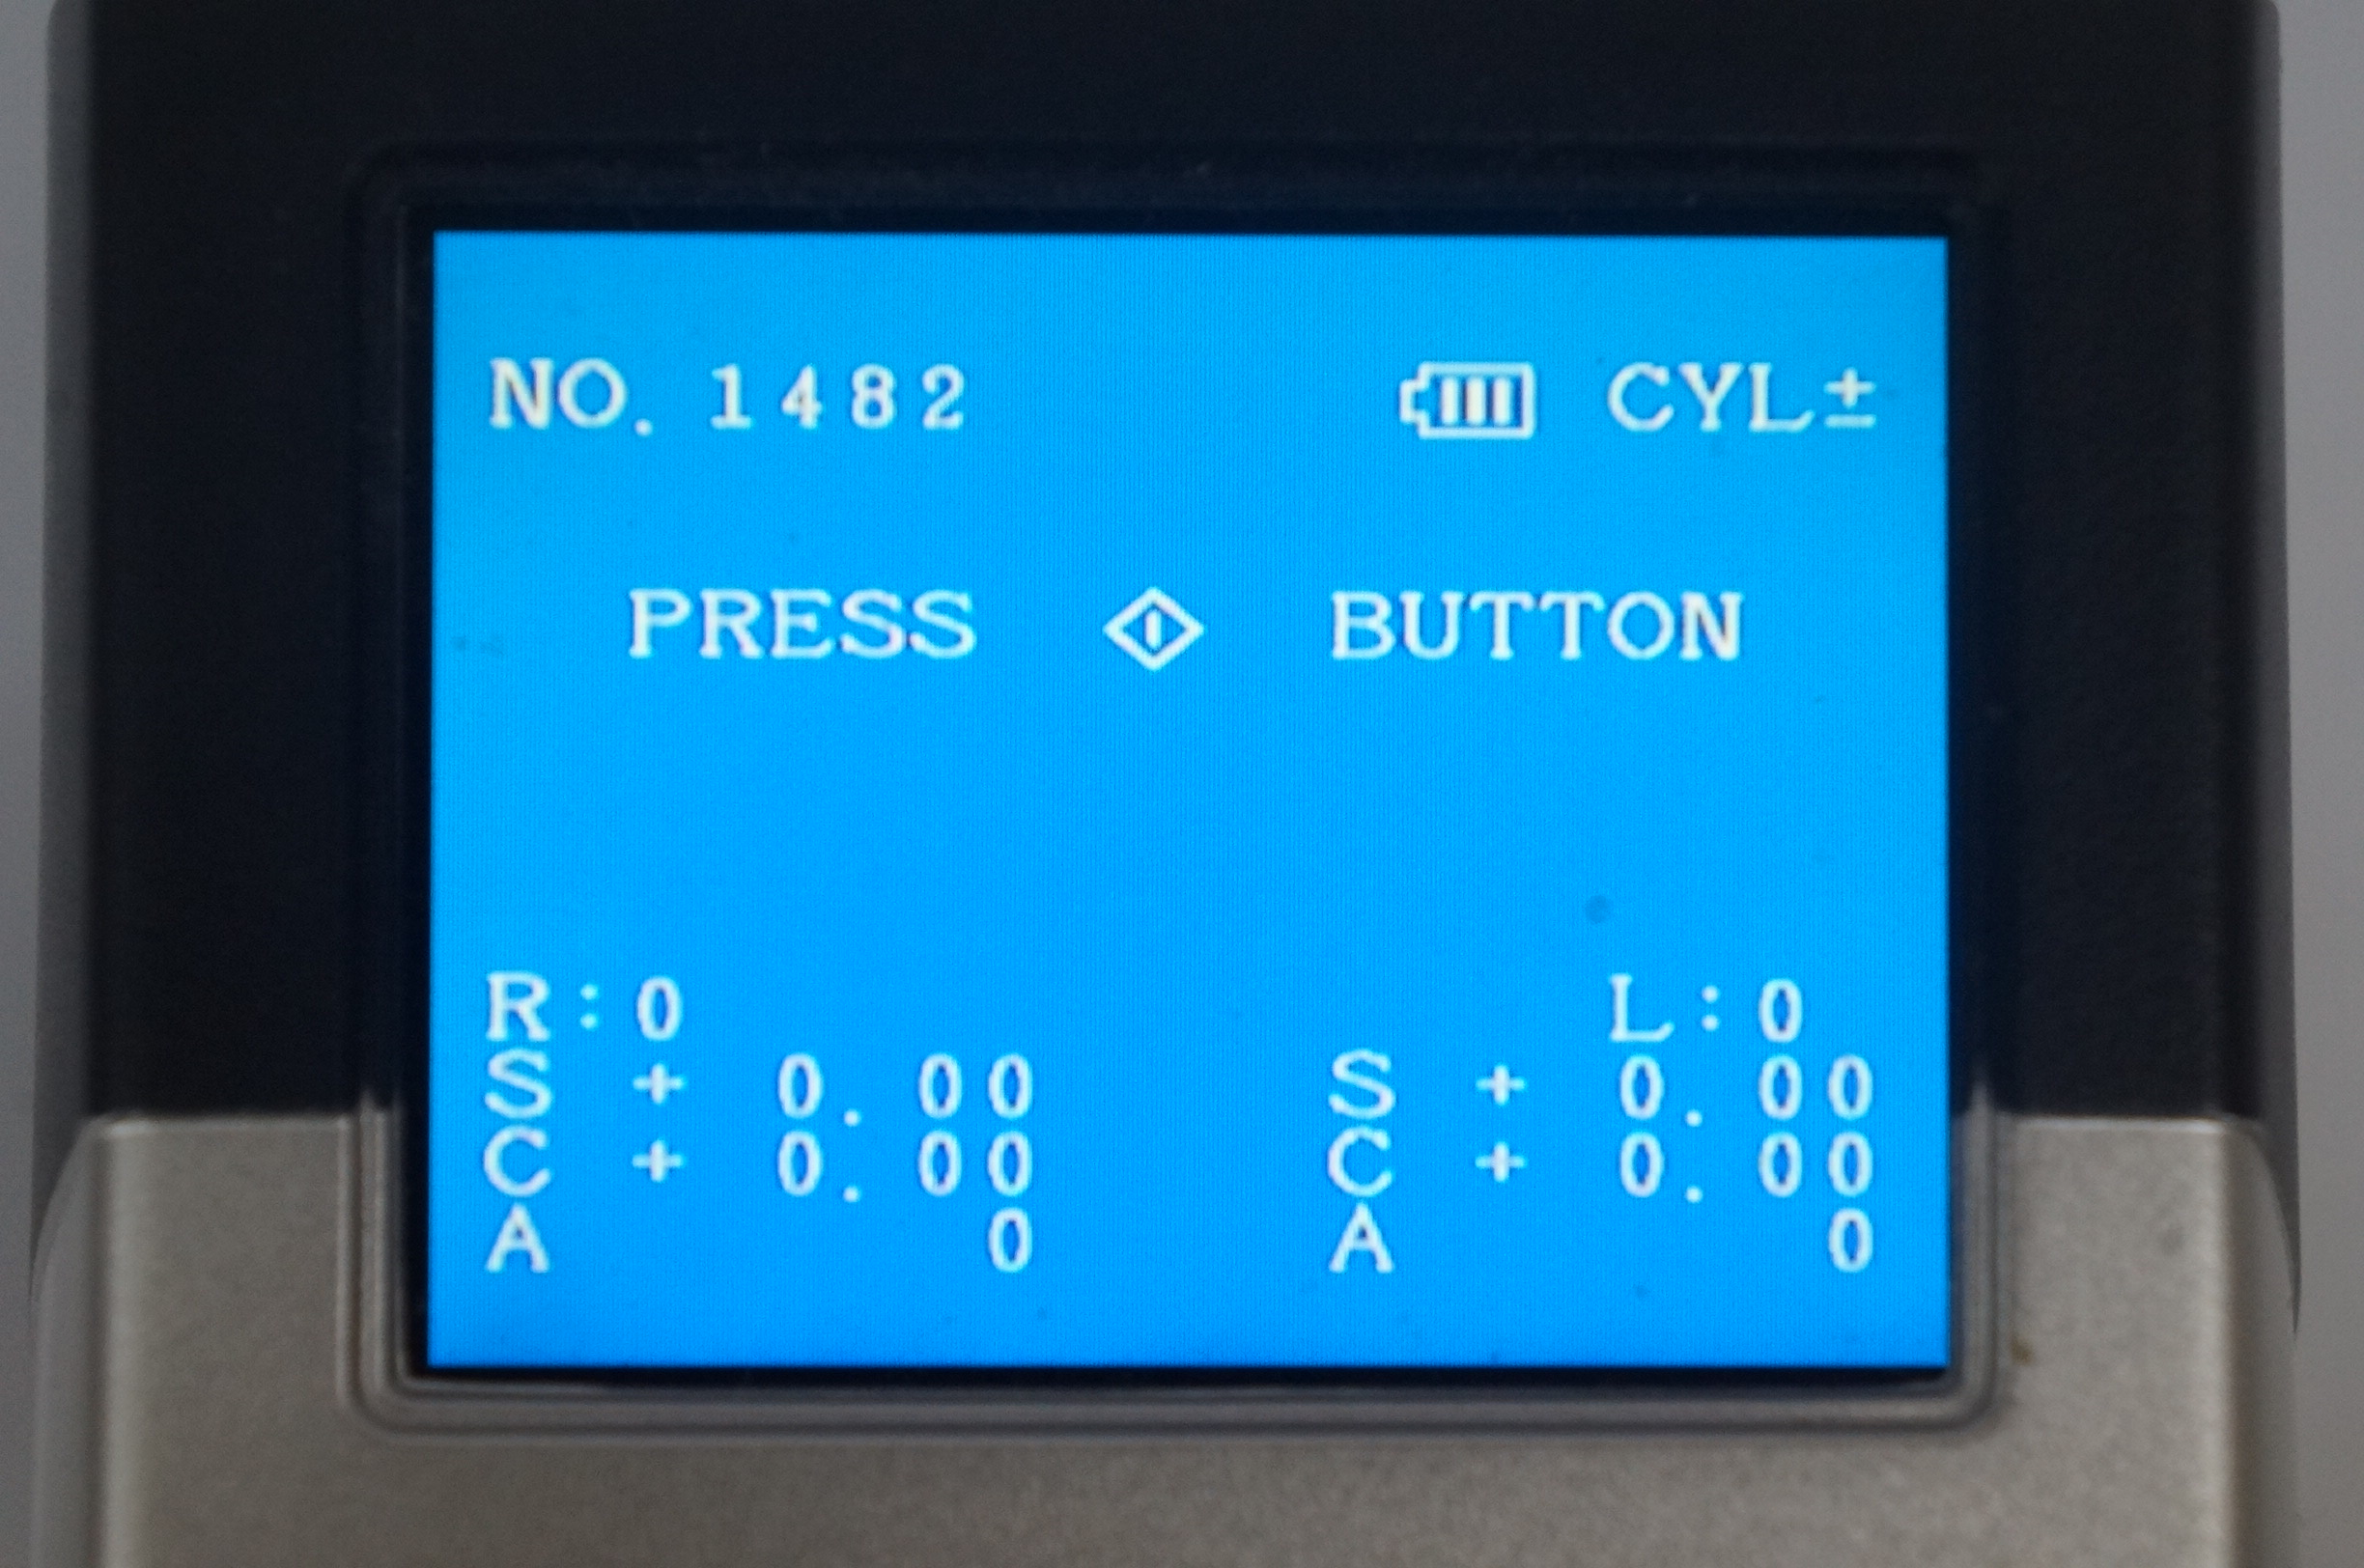 NO. 1482 CYL±
PRESS BUTTON
R:0 L:0
S + 0.00 S + 0.00
C + 0.00 C + 0.00
A 0 A 0